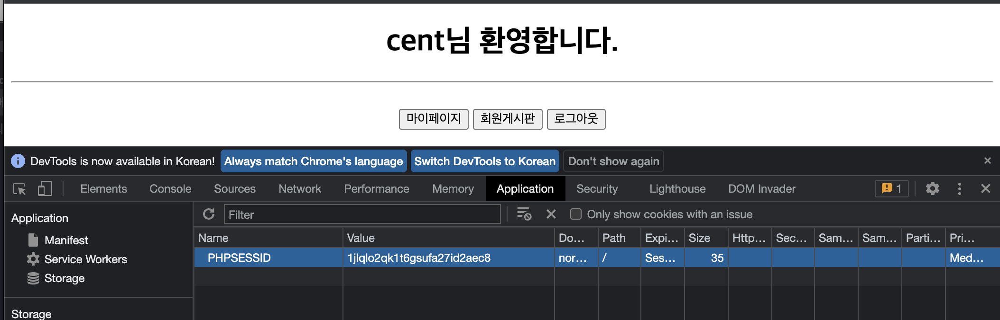 cent님 환영합니다.
마이페이지 회원게시판 로그아웃
DevTools is now available in Korean! Always match Chrome's language Switch DevTools to Korean Don't show again
Elements Console Sources Network Performance Memory Application Security Lighthouse DOM Invader 1
Application
Manifest
Service Workers
Storage
Storage
Filter Only show cookies with an issue
Name Value Do... Path Expi... Size Http... Sec... Sam... Sam... Parti... Pri...
PHPSESSID 1jlqlo2qk1t6gsufa27id2aec8 nor... / Ses... 35 Med...